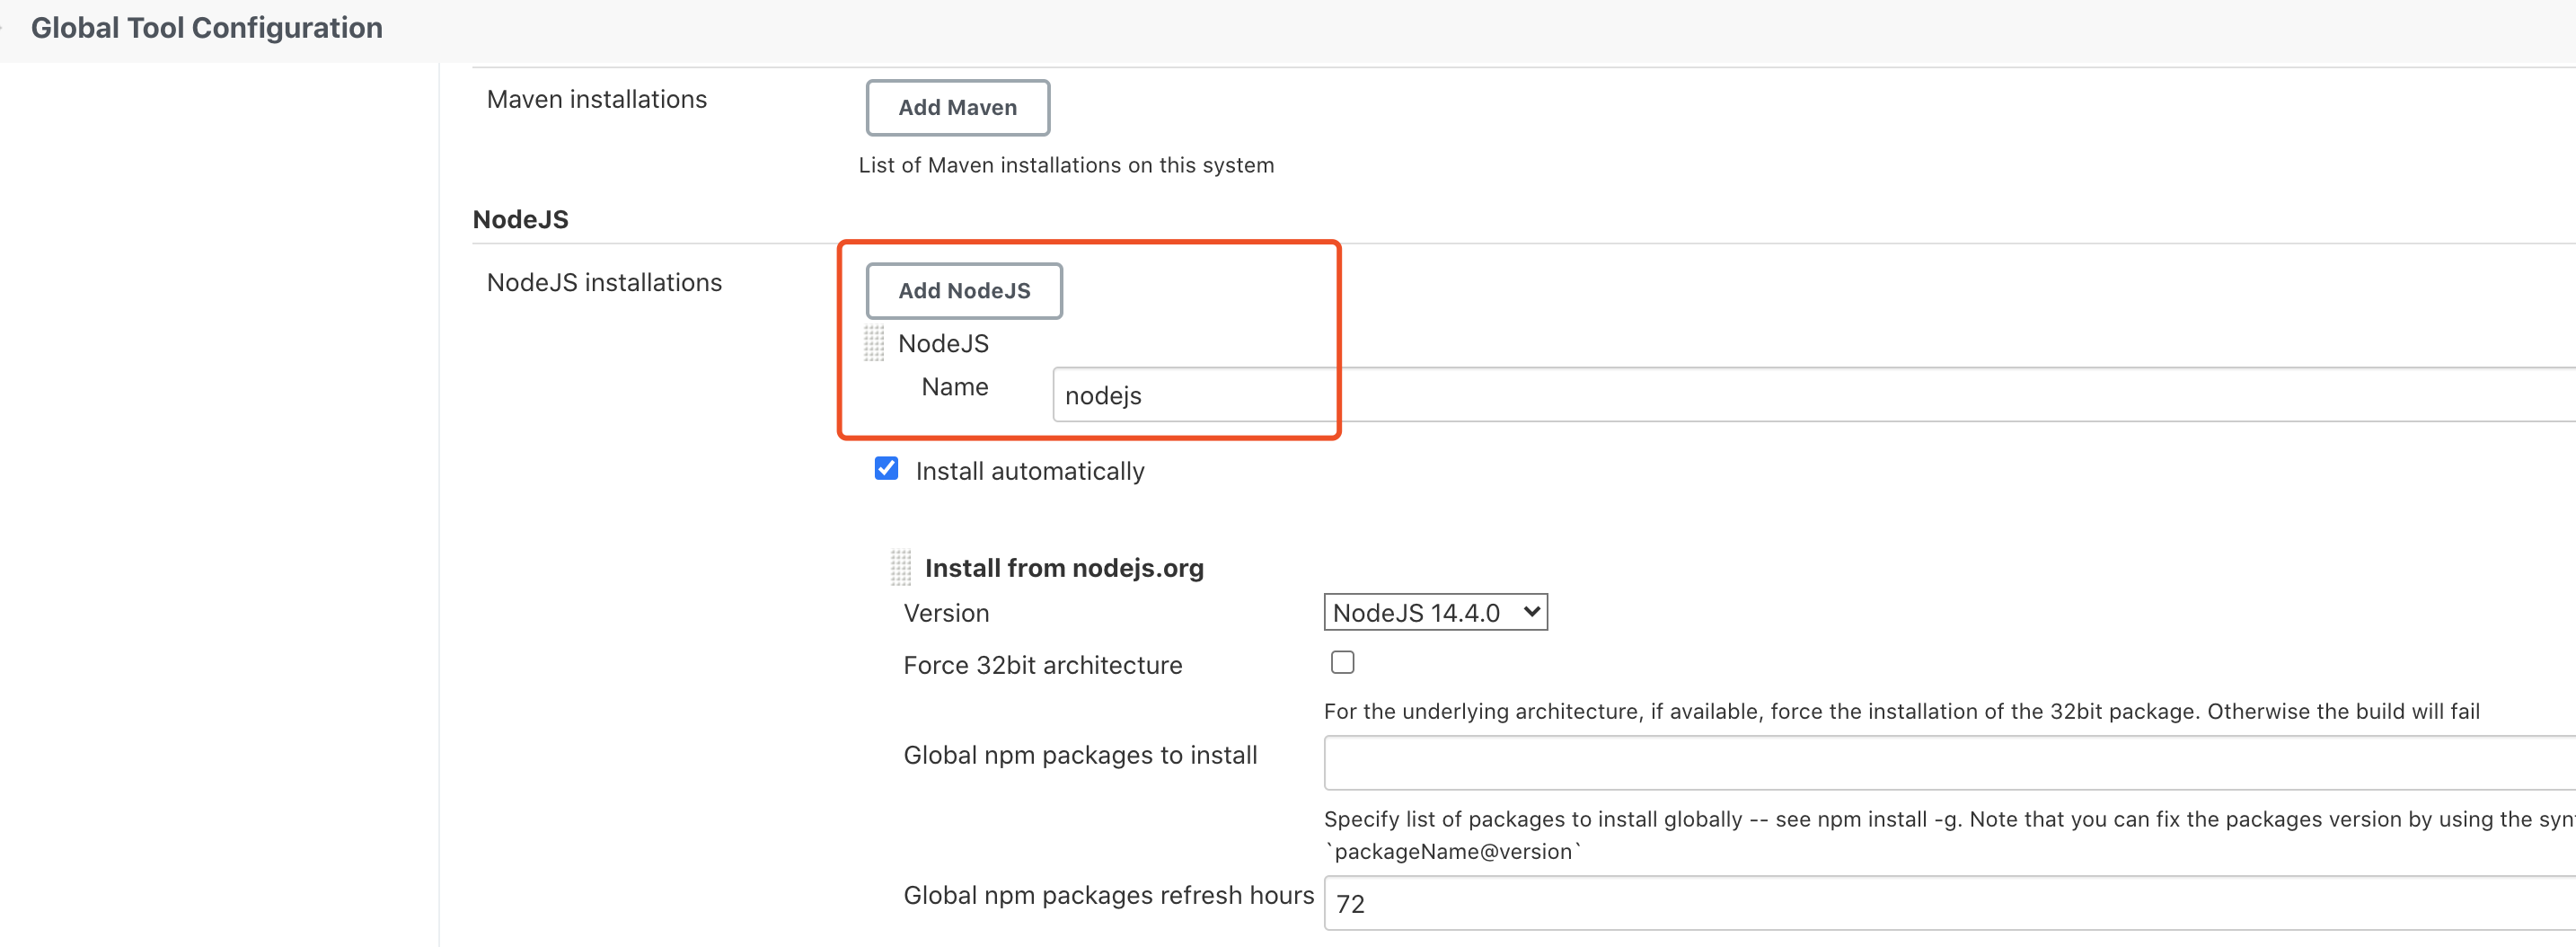 Global Tool Configuration
Maven installations
Add Maven
List of Maven installations on this system
NodeJS
NodeJS installations
Add NodeJS
NodeJS
Name
nodejs
Install automatically
Install from nodejs.org
Version
NodeJS 14.4.0
Force 32bit architecture
For the underlying architecture, if available, force the installation of the 32bit package. Otherwise the build will fail
Global npm packages to install
Specify list of packages to install globally -- see npm install -g. Note that you can fix the packages version by using the syn
`packageName@version`
Global npm packages refresh hours
72